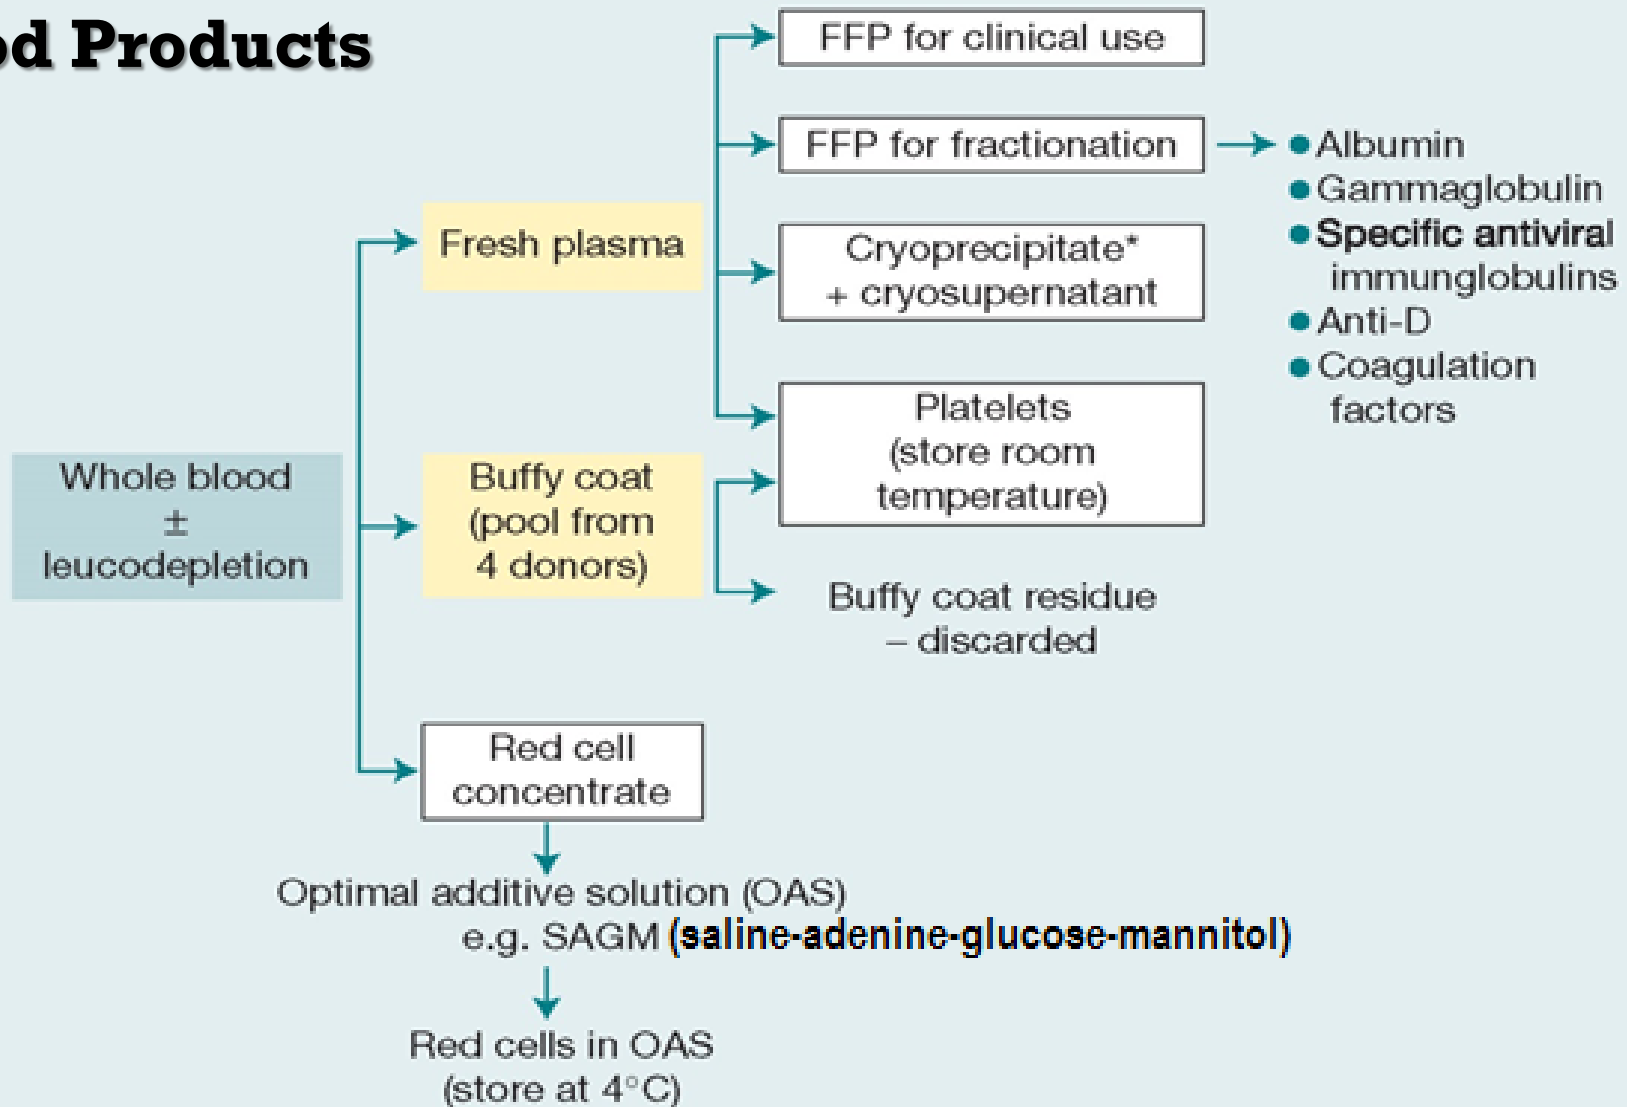 od Products
FFP for clinical use
FFP for fractionation
● Albumin
● Gammaglobulin
● Specific antiviral
immunglobulins
● Anti-D
● Coagulation
factors
Fresh plasma
Cryoprecipitate*
+ cryosupernatant
Platelets
(store room
temperature)
Whole blood
±
leucodepletion
Buffy coat
(pool from
4 donors)
Buffy coat residue
– discarded
Red cell
concentrate
Optimal additive solution (OAS)
e.g. SAGM (saline-adenine-glucose-mannitol)
Red cells in OAS
(store at 4°C)